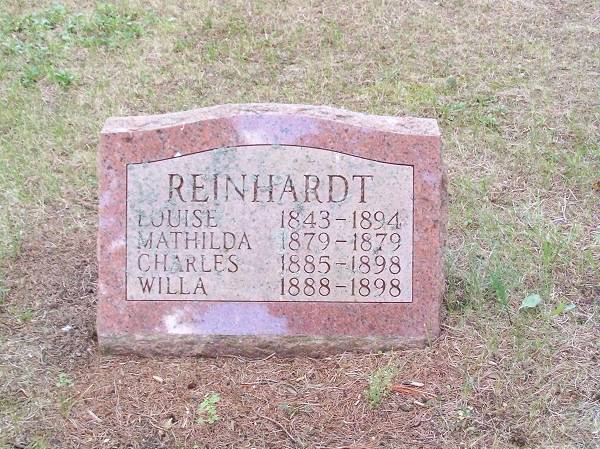 REINHARDT
LOUISE 1843-1894
MATHILDA 1879-1879
CHARLES 1885-1898
WILLA 1888-1898